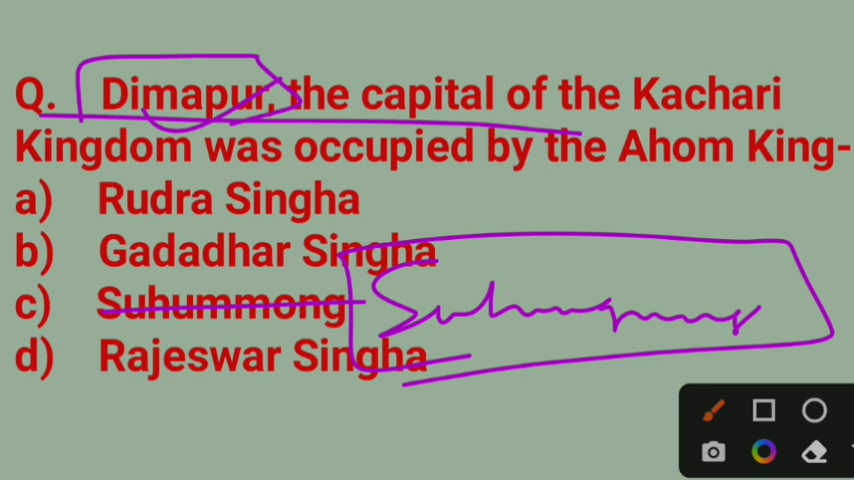 Q. Dimapur, the capital of the Kachari
Kingdom was occupied by the Ahom King-
a) Rudra Singha
b) Gadadhar Singha
c) Suhummong
d) Rajeswar Singha